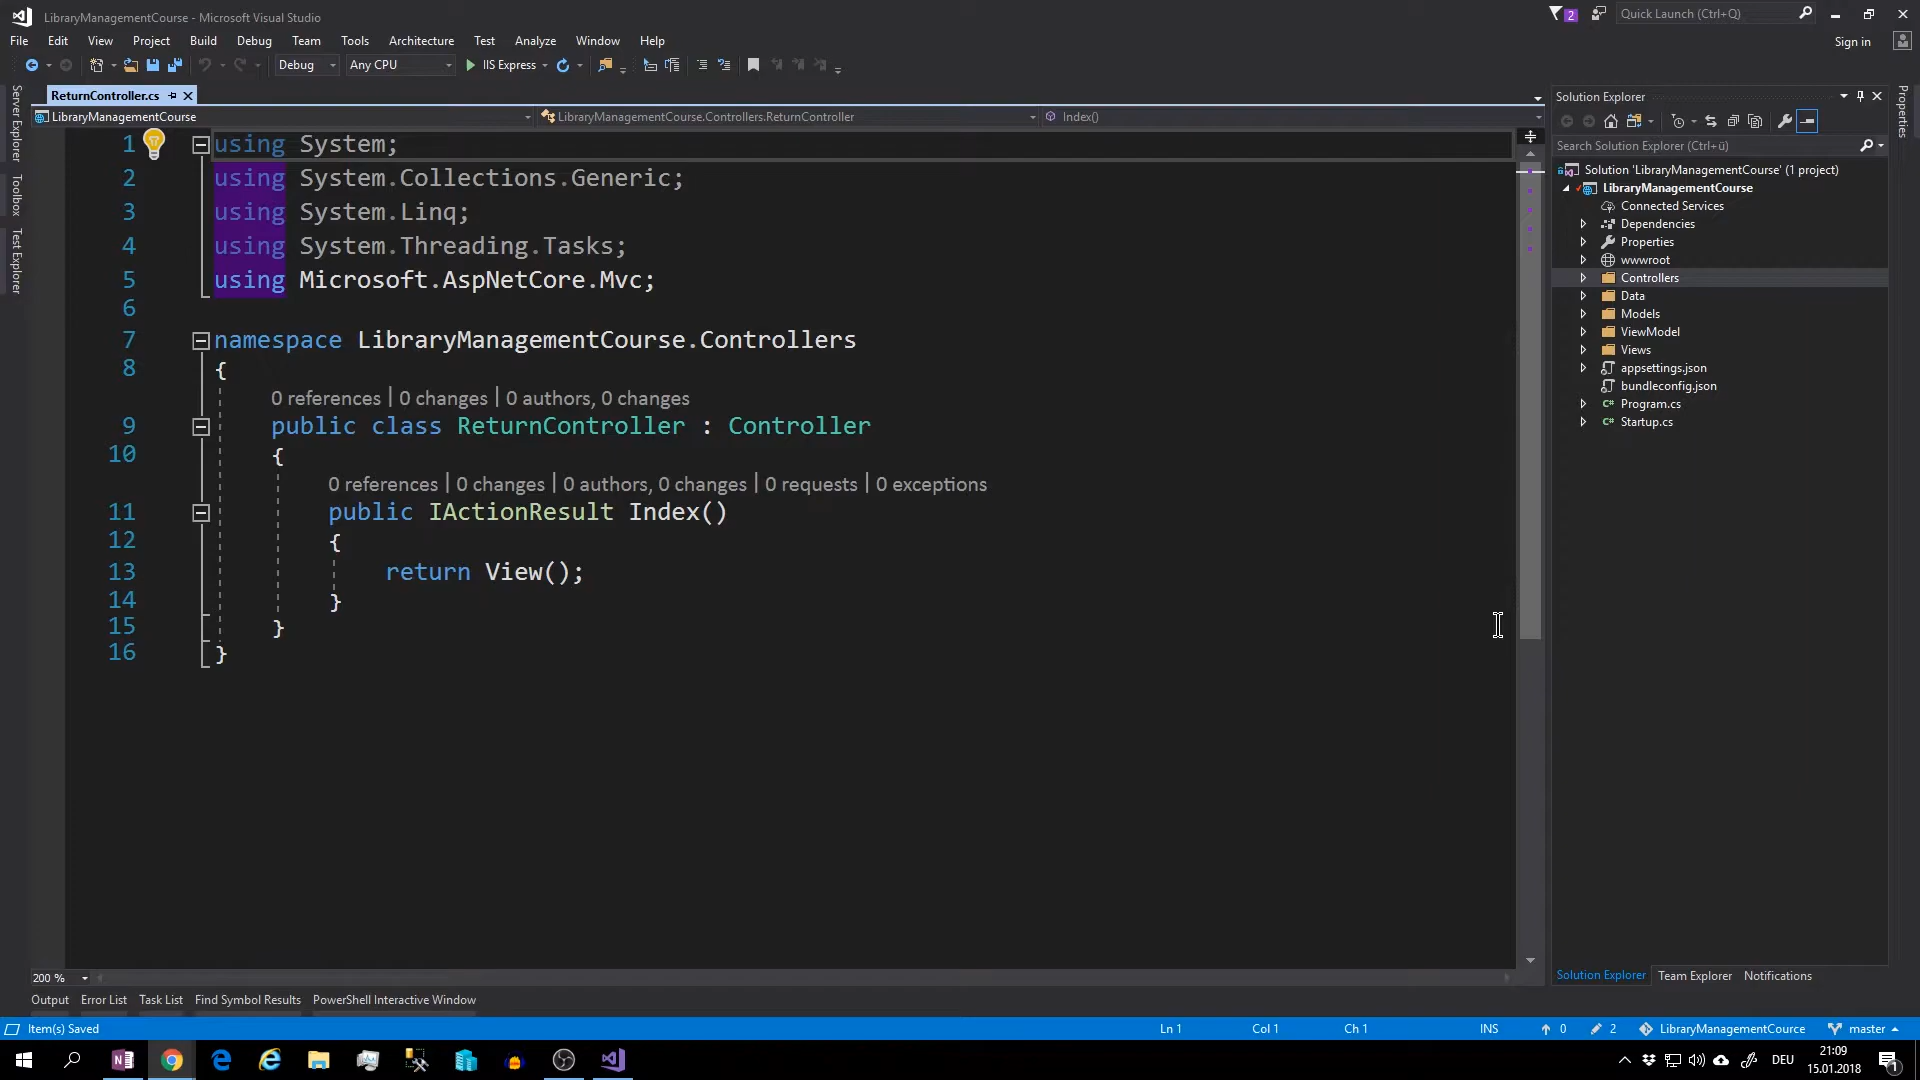 LibraryManagementCourse - Microsoft Visual Studio
2
Quick Launch (Ctrl+Q)
File Edit View Project Build Debug Team Tools Architecture Test Analyze Window Help
Sign in
Debug Any CPU IIS Express
Server Explorer
Toolbox
Test Explorer
ReturnController.cs
LibraryManagementCourse LibraryManagementCourse.Controllers.ReturnController Index()
1 using System;
2 using System.Collections.Generic;
3 using System.Linq;
4 using System.Threading.Tasks;
5 using Microsoft.AspNetCore.Mvc;
6
7 namespace LibraryManagementCourse.Controllers
8 {
0 references | 0 changes | 0 authors, 0 changes
9 public class ReturnController : Controller
10 {
0 references | 0 changes | 0 authors, 0 changes | 0 requests | 0 exceptions
11 public IActionResult Index()
12 {
13 return View();
14 }
15 }
16 }
200 %
Solution Explorer
Search Solution Explorer (Ctrl+ü)
Solution 'LibraryManagementCourse' (1 project)
LibraryManagementCourse
Connected Services
Dependencies
Properties
wwwroot
Controllers
Data
Models
ViewModel
Views
appsettings.json
bundleconfig.json
C# Program.cs
C# Startup.cs
Solution Explorer Team Explorer Notifications
Properties
Output Error List Task List Find Symbol Results PowerShell Interactive Window
Item(s) Saved Ln 1 Col 1 Ch 1 INS 0 2 LibraryManagementCource master
DEU
21:09
15.01.2018
1